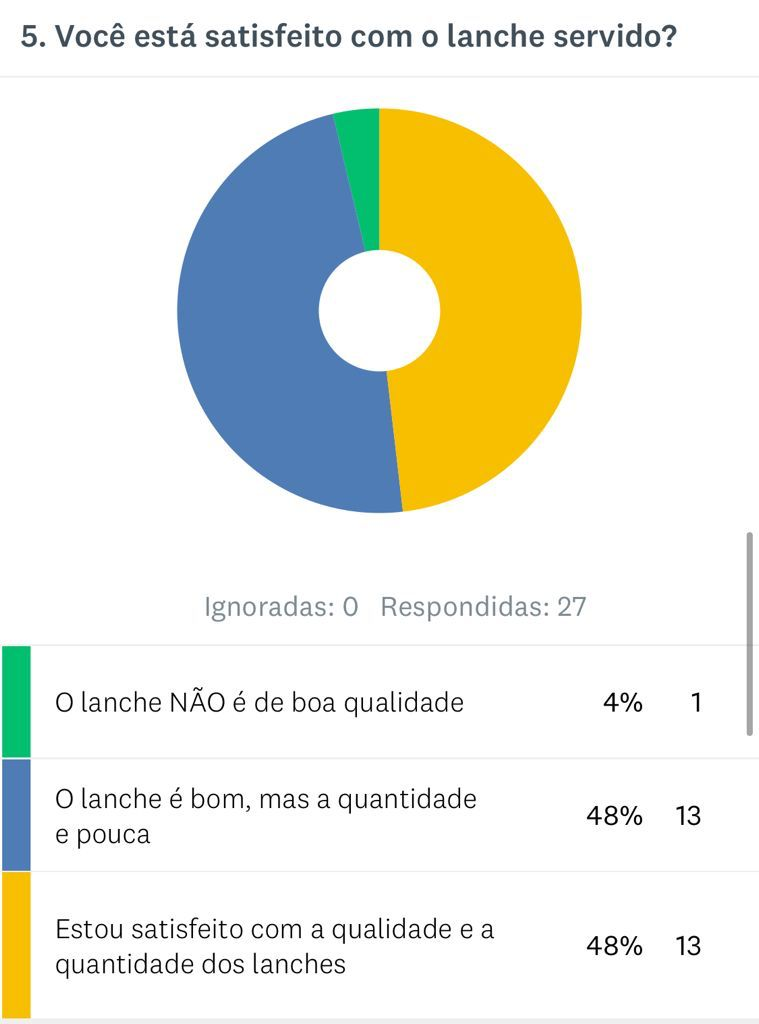 5. Você está satisfeito com o lanche servido?
Ignoradas: 0 Respondidas: 27
O lanche NÃO é de boa qualidade 4% 1
O lanche é bom, mas a quantidade
e pouca 48% 13
Estou satisfeito com a qualidade e a
quantidade dos lanches 48% 13